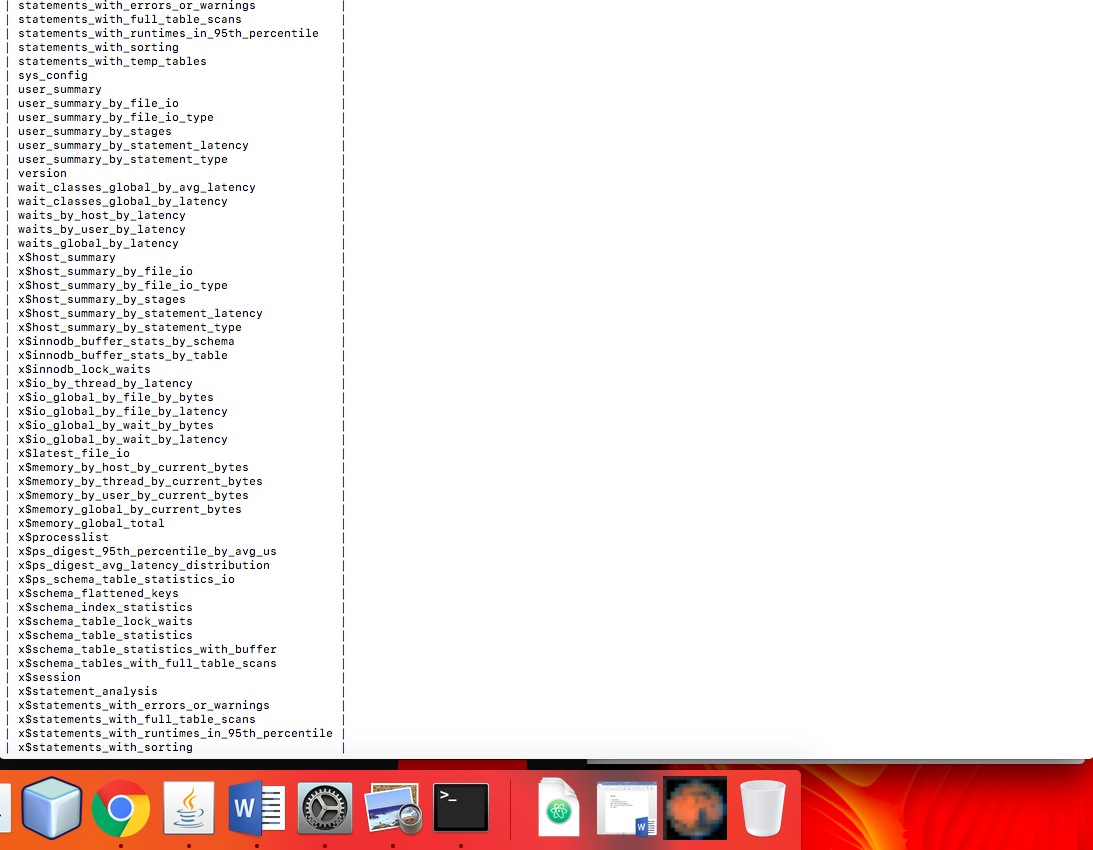 | statements_with_errors_or_warnings |
| statements_with_full_table_scans |
| statements_with_runtimes_in_95th_percentile |
| statements_with_sorting |
| statements_with_temp_tables |
| sys_config |
| user_summary |
| user_summary_by_file_io |
| user_summary_by_file_io_type |
| user_summary_by_stages |
| user_summary_by_statement_latency |
| user_summary_by_statement_type |
| version |
| wait_classes_global_by_avg_latency |
| wait_classes_global_by_latency |
| waits_by_host_by_latency |
| waits_by_user_by_latency |
| waits_global_by_latency |
| x$host_summary |
| x$host_summary_by_file_io |
| x$host_summary_by_file_io_type |
| x$host_summary_by_stages |
| x$host_summary_by_statement_latency |
| x$host_summary_by_statement_type |
| x$innodb_buffer_stats_by_schema |
| x$innodb_buffer_stats_by_table |
| x$innodb_lock_waits |
| x$io_by_thread_by_latency |
| x$io_global_by_file_by_bytes |
| x$io_global_by_file_by_latency |
| x$io_global_by_wait_by_bytes |
| x$io_global_by_wait_by_latency |
| x$latest_file_io |
| x$memory_by_host_by_current_bytes |
| x$memory_by_thread_by_current_bytes |
| x$memory_by_user_by_current_bytes |
| x$memory_global_by_current_bytes |
| x$memory_global_total |
| x$processlist |
| x$ps_digest_95th_percentile_by_avg_us |
| x$ps_digest_avg_latency_distribution |
| x$ps_schema_table_statistics_io |
| x$schema_flattened_keys |
| x$schema_index_statistics |
| x$schema_table_lock_waits |
| x$schema_table_statistics |
| x$schema_table_statistics_with_buffer |
| x$schema_tables_with_full_table_scans |
| x$session |
| x$statement_analysis |
| x$statements_with_errors_or_warnings |
| x$statements_with_full_table_scans |
| x$statements_with_runtimes_in_95th_percentile |
| x$statements_with_sorting |
W
>_
W